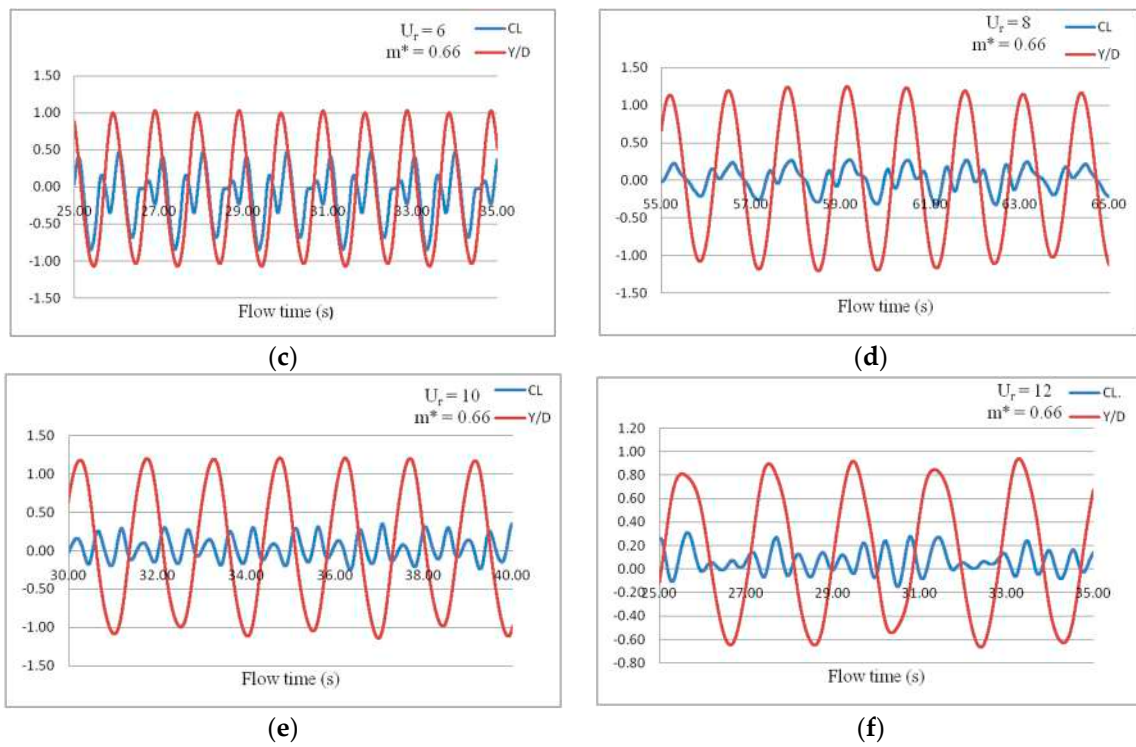 U_r = 6
CL
m* = 0.66
Y/D
1.50
1.00
0.50
0.00
-0.50
-1.00
-1.50
25.00 27.00 29.00 31.00 33.00 35.00
Flow time (s)
(c)
U_r = 8
CL
m* = 0.66
Y/D
1.50
1.00
0.50
0.00
-0.50
-1.00
-1.50
55.00 57.00 59.00 61.00 63.00 65.00
Flow time (s)
(d)
U_r = 10
CL
m* = 0.66
Y/D
1.50
1.00
0.50
0.00
-0.50
-1.00
-1.50
30.00 32.00 34.00 36.00 38.00 40.00
Flow time (s)
(e)
U_r = 12
CL.
m* = 0.66
Y/D
1.20
1.00
0.80
0.60
0.40
0.20
0.00
-0.20
-0.40
-0.60
-0.80
25.00 27.00 29.00 31.00 33.00 35.00
Flow time (s)
(f)